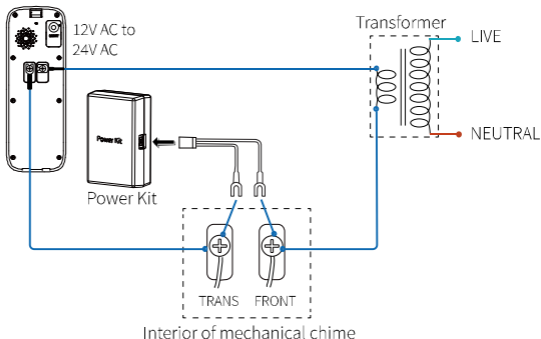 Transformer
12V AC to
24V AC
LIVE
NEUTRAL
Power Kit
Power Kit
TRANS
FRONT
Interior of mechanical chime